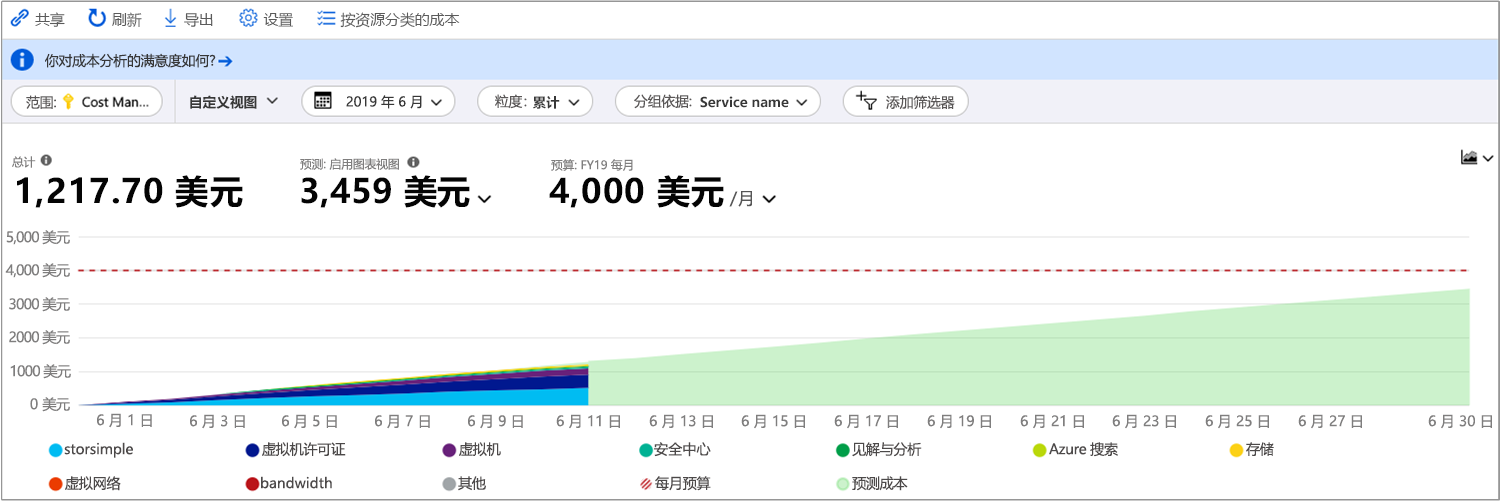 共享 刷新 导出 设置 按资源分类的成本
你对成本分析的满意度如何?→
范围: Cost Man... 自定义视图 2019 年 6 月 粒度: 累计 分组依据: Service name 添加筛选器
总计 预测: 启用图表视图 预算: FY19 每月
1,217.70 美元 3,459 美元 4,000 美元 /月
5,000 美元
4,000 美元
3000 美元
2000 美元
1000 美元
0 美元
6 月 1 日 6 月 3 日 6 月 5 日 6 月 7 日 6 月 9 日 6 月 11 日 6 月 13 日 6 月 15 日 6 月 17 日 6 月 19 日 6 月 21 日 6 月 23 日 6 月 25 日 6 月 27 日 6 月 30 日
storsimple 虚拟机许可证 虚拟机 安全中心 见解与分析 Azure 搜索 存储
虚拟网络 bandwidth 其他 每月预算 预测成本